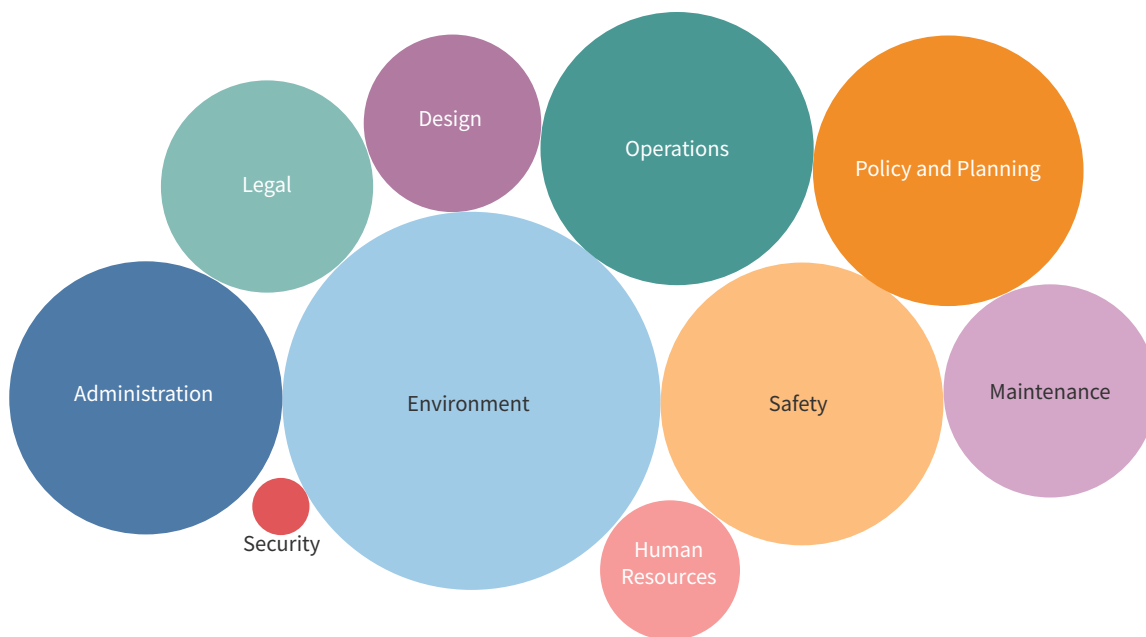 Design
Operations
Policy and Planning
Legal
Administration
Environment
Safety
Maintenance
Security
Human
Resources